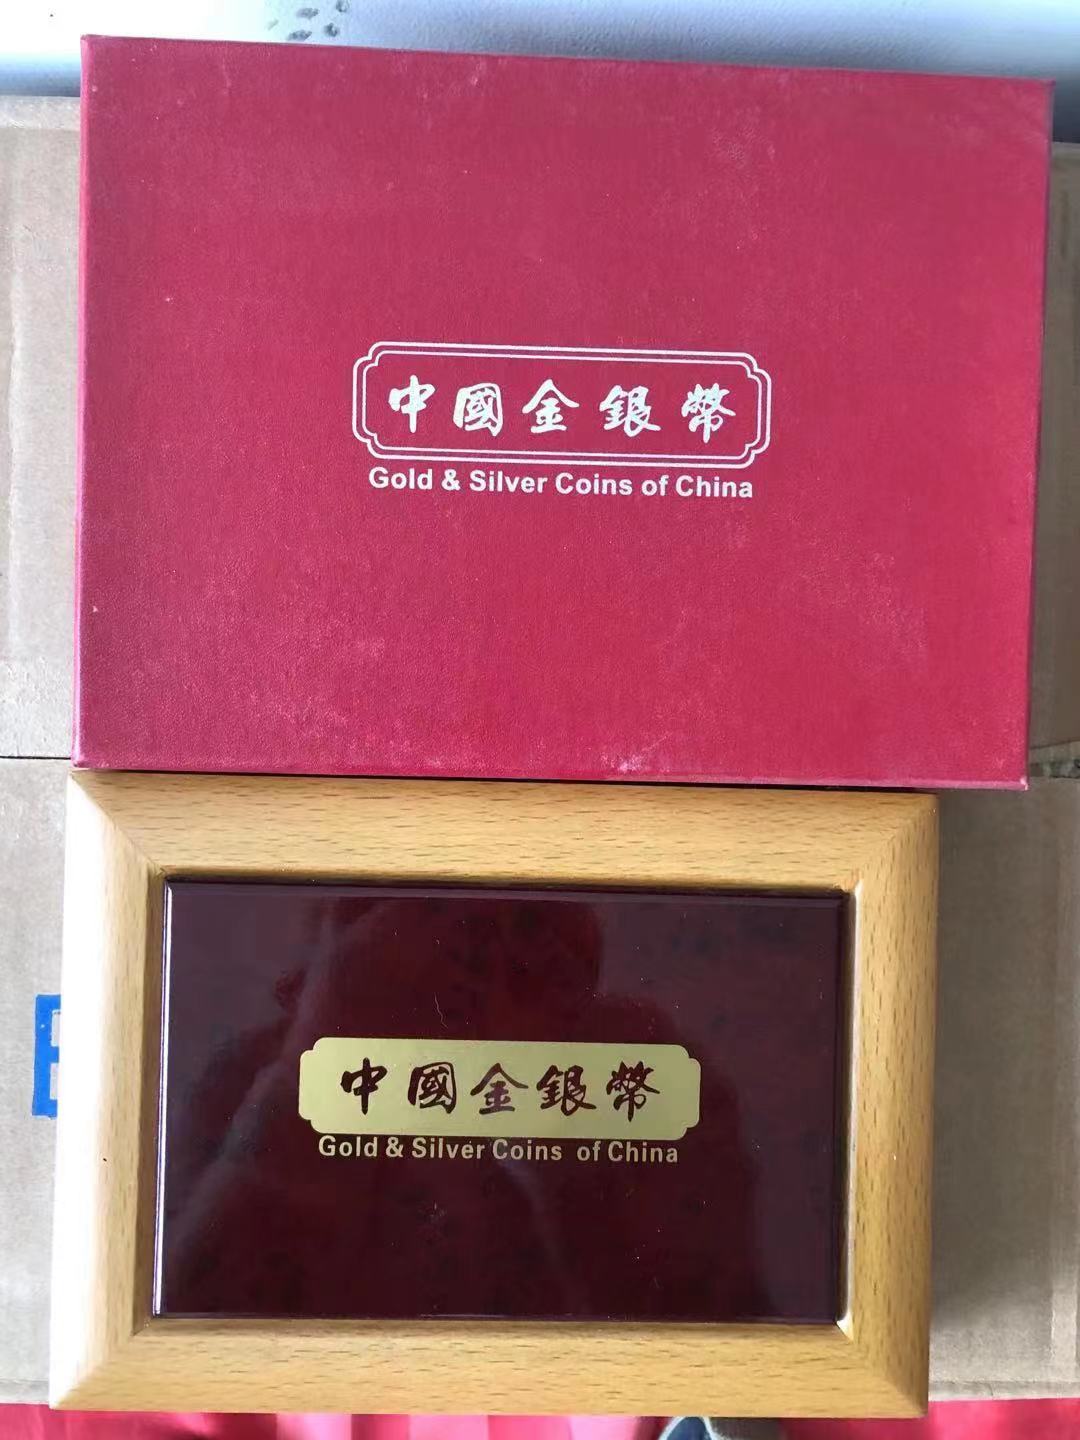 中國金銀幣
Gold & Silver Coins of China
中國金銀幣
Gold & Silver Coins of China